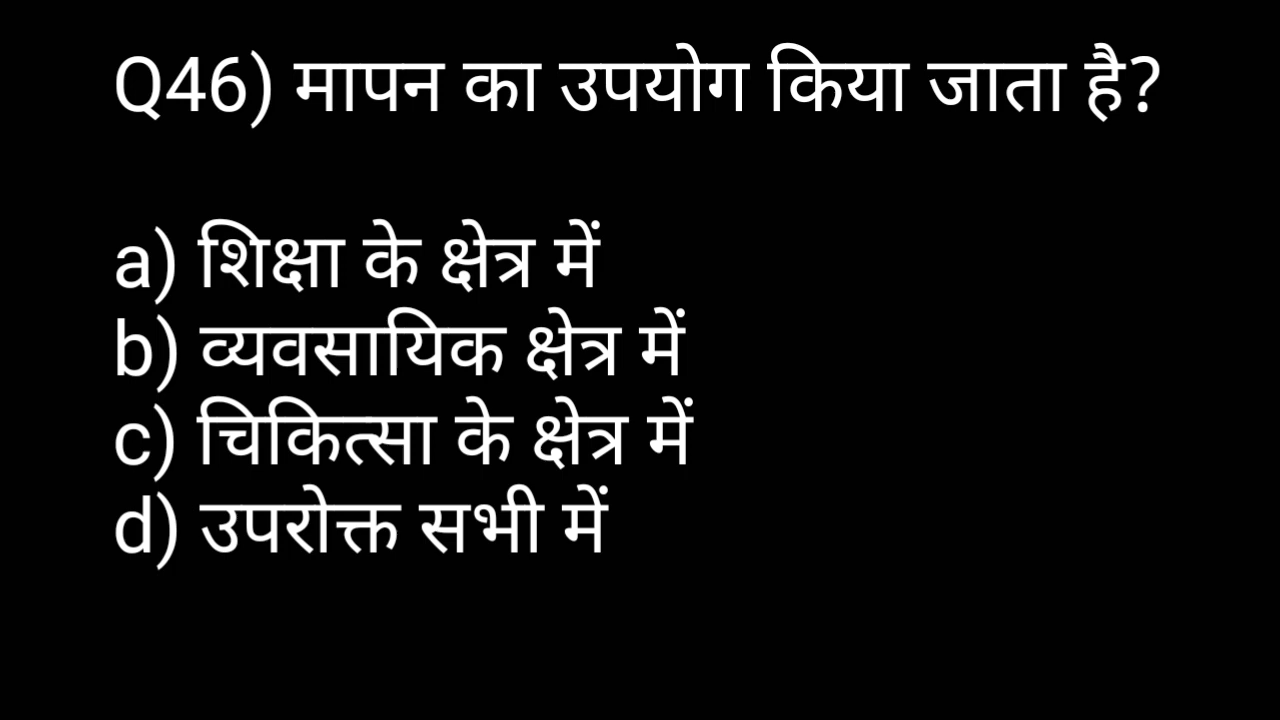 Q46) मापन का उपयोग किया जाता है?
a) शिक्षा के क्षेत्र में
b) व्यवसायिक क्षेत्र में
c) चिकित्सा के क्षेत्र में
d) उपरोक्त सभी में